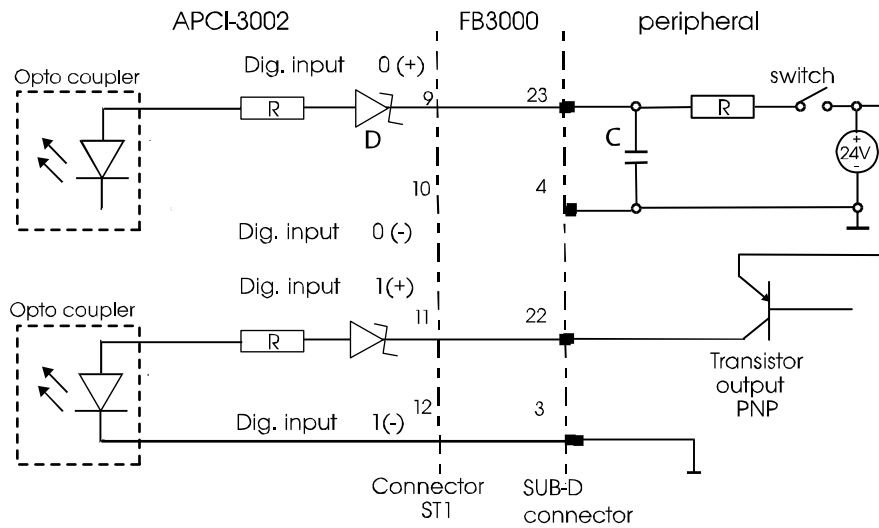 APCI-3002 FB3000 peripheral
Opto coupler
Dig. input 0 (+)
switch
9 23
R D R C
+
24V
-
10 4
Dig. input 0 (-)
Dig. input 1(+)
Opto coupler
11 22
R
Transistor
output
PNP
12 3
Dig. input 1(-)
Connector
ST1
SUB-D
connector